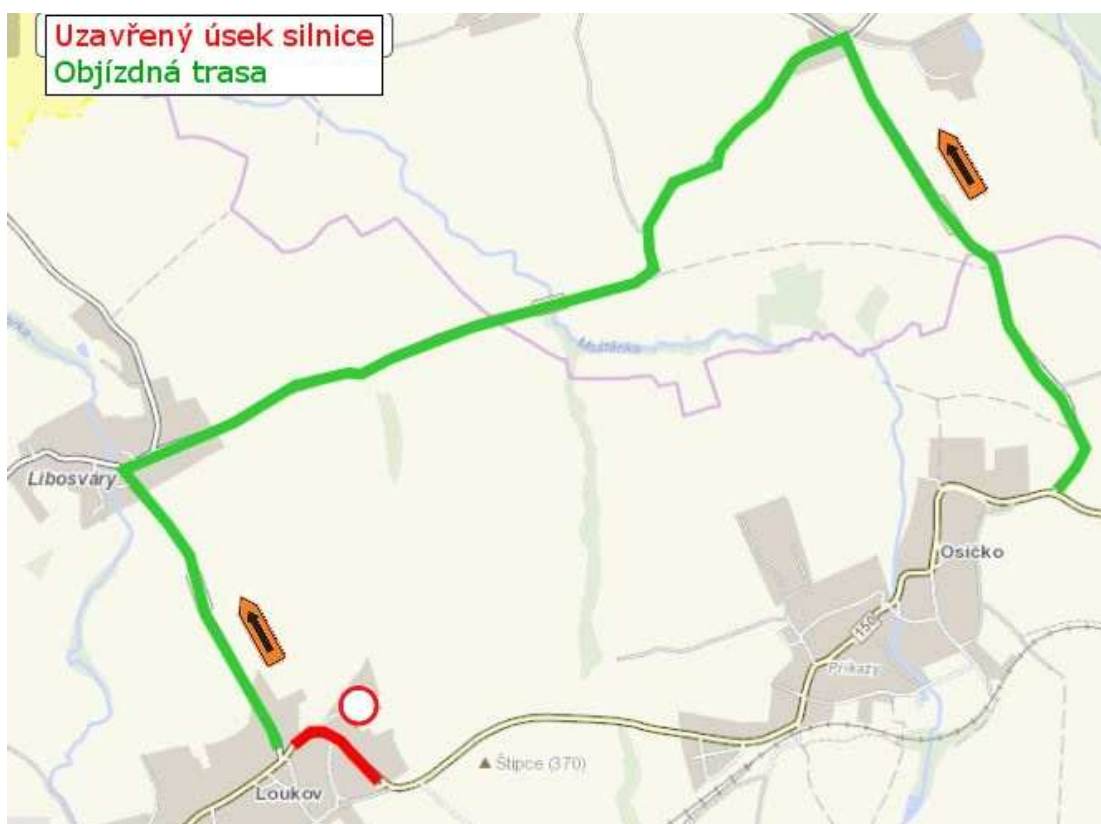 Uzavřený úsek silnice
Objízdná trasa
Libosváry
Osíčko
150
Příkazy
Štipce (370)
Loukov